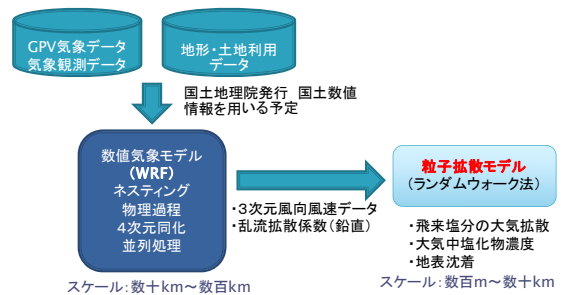 GPV気象データ
気象観測データ
地形・土地利用
データ
国土地理院発行　国土数値
情報を用いる予定
数値気象モデル
(WRF)
ネスティング
物理過程
４次元同化
並列処理
スケール：数十km～数百km
・３次元風向風速データ
・乱流拡散係数（鉛直）
粒子拡散モデル
（ランダムウォーク法）
・飛来塩分の大気拡散
・大気中塩化物濃度
・地表沈着
スケール：数百m～数十km